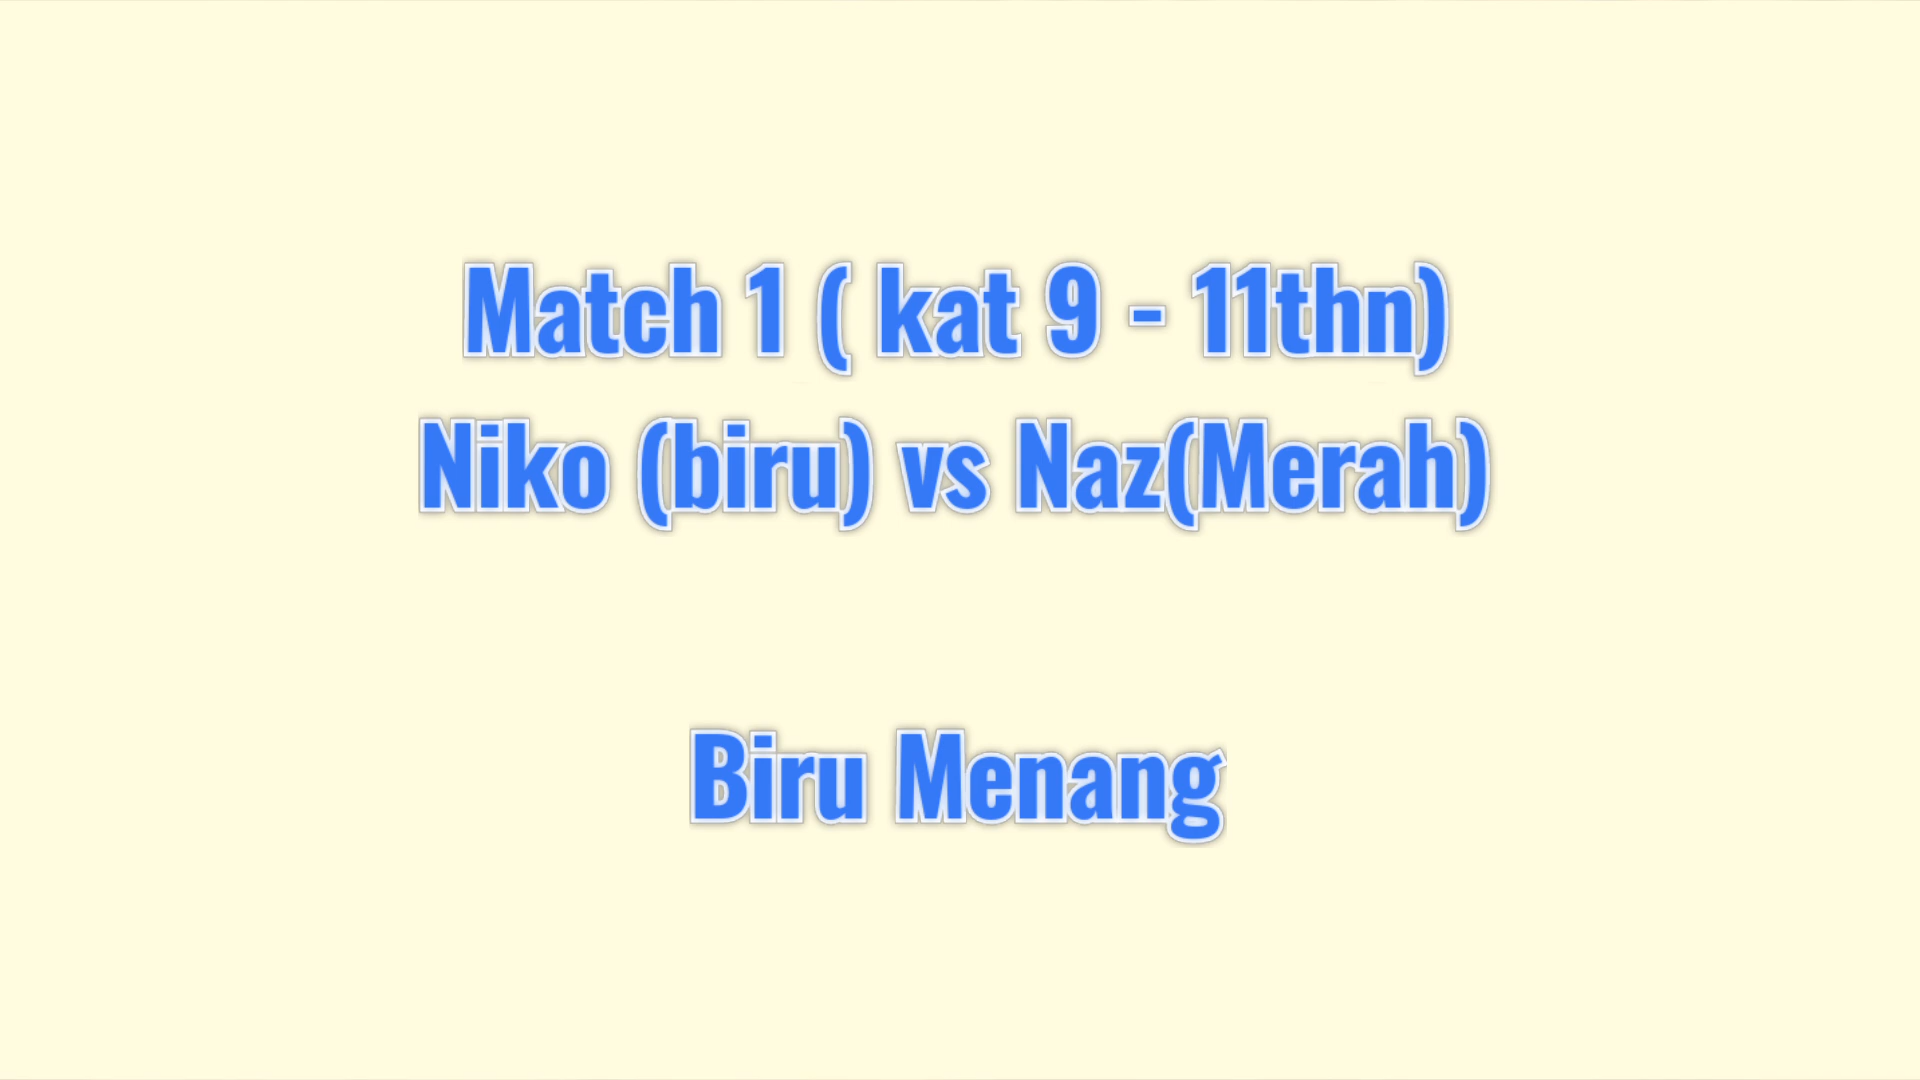 Match 1 ( kat 9 - 11thn)
Niko (biru) vs Naz(Merah)
Biru Menang